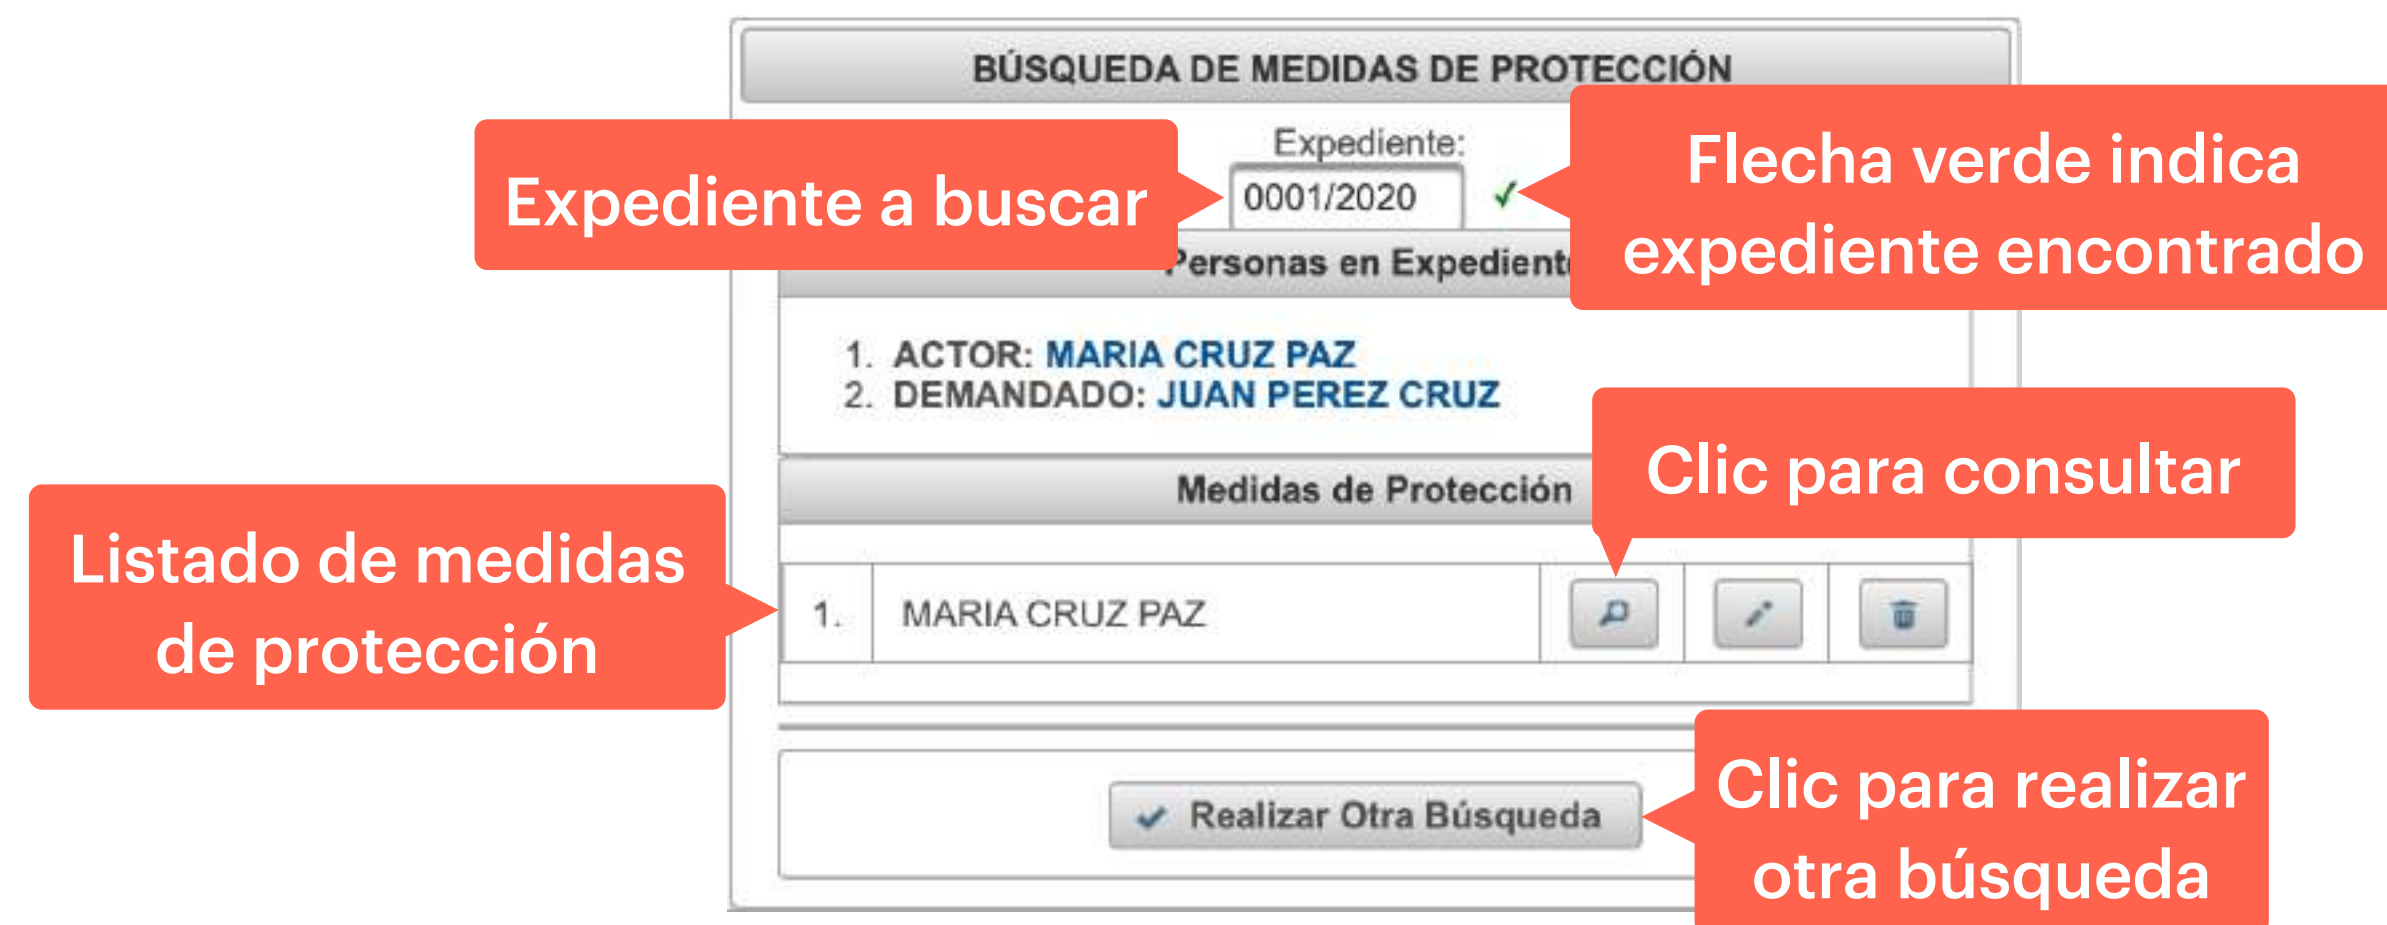 BÚSQUEDA DE MEDIDAS DE PROTECCIÓN
Expediente:
Expediente a buscar
0001/2020
Flecha verde indica
expediente encontrado
Personas en Expediente
1. ACTOR: MARIA CRUZ PAZ
2. DEMANDADO: JUAN PEREZ CRUZ
Clic para consultar
Medidas de Protección
Listado de medidas
de protección
1. MARIA CRUZ PAZ
Realizar Otra Búsqueda
Clic para realizar
otra búsqueda